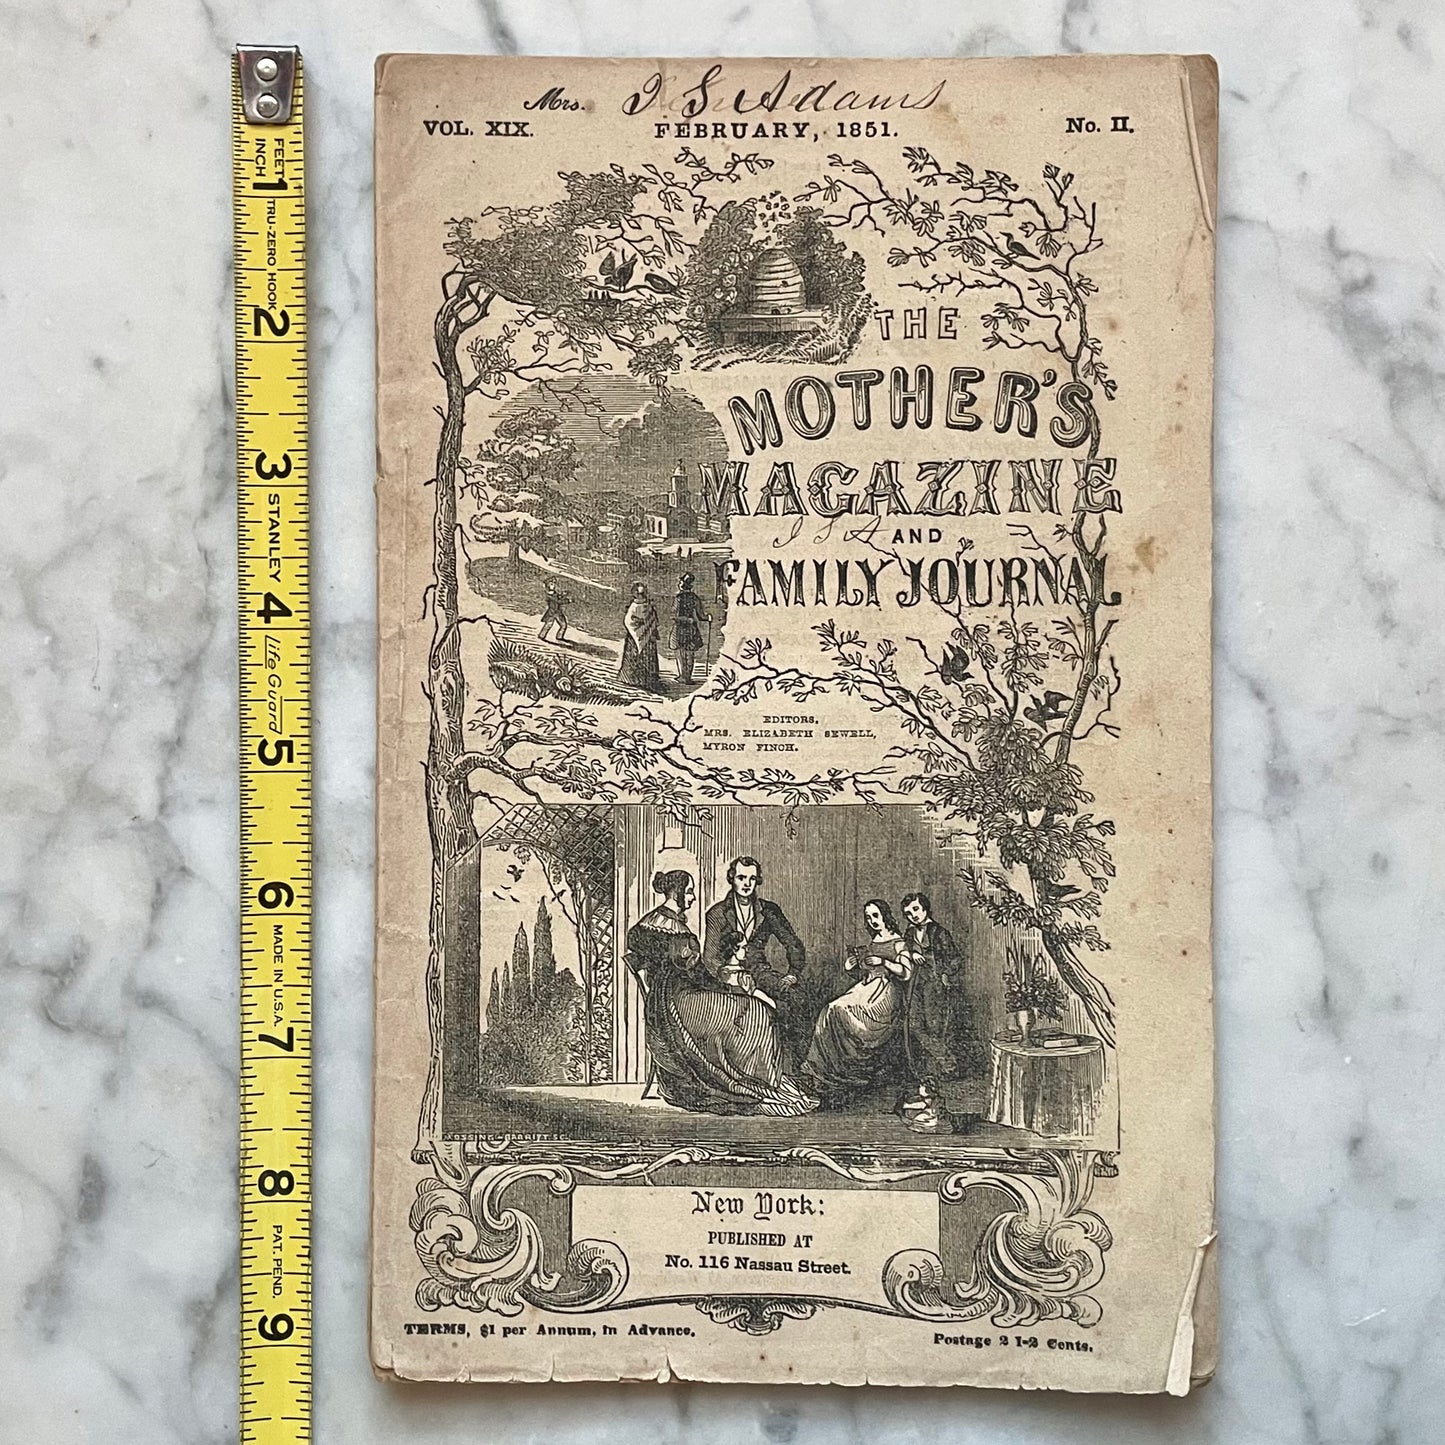 Mrs. J S Adams
VOL. XIX. FEBRUARY, 1851. No. II.
THE
MOTHER'S
MAGAZINE
J S A AND
FAMILY JOURNAL
EDITORS,
MRS. ELIZABETH SEWELL,
MYRON FINCH.
New York:
PUBLISHED AT
No. 116 Nassau Street.
TERMS, $1 per Annum, in Advance.
Postage 2 1-2 Cents.
FEET
INCH
1
TRU-ZERO HOOK
2
3
STANLEY
4
Life Guard
5
6
MADE IN U.S.A.
7
8
PAT. PEND.
9